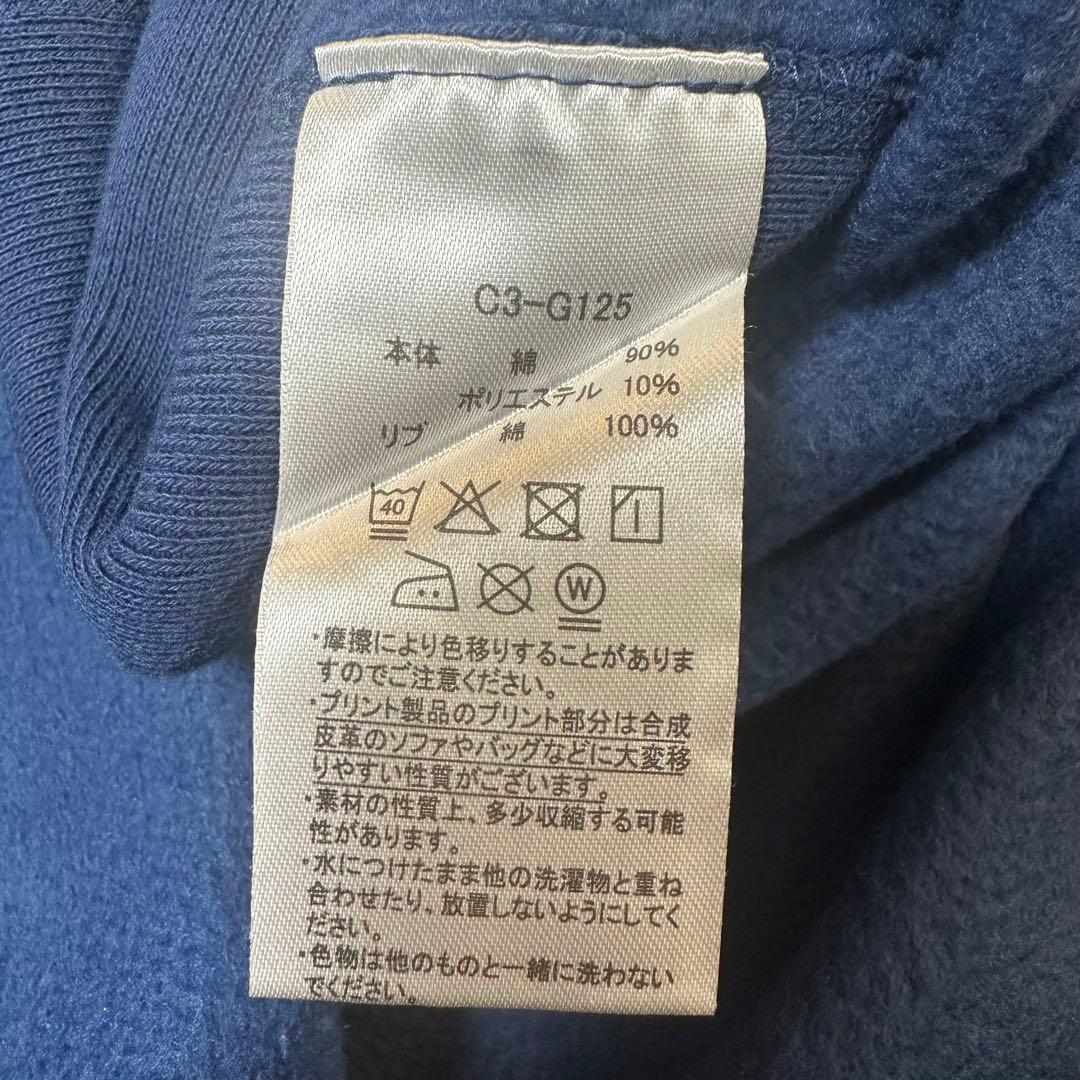 C3-G125
本体 綿 90%
ポリエステル 10%
リブ 綿 100%
40
W
・摩擦により色移りすることがありま
すのでご注意ください。
・プリント製品のプリント部分は合成
皮革のソファやバッグなどに大変移
りやすい性質がございます。
・素材の性質上、多少収縮する可能
性があります。
・水につけたまま他の洗濯物と重ね
合わせたり、放置しないようにしてく
ださい。
・色物は他のものと一緒に洗わない
でください。